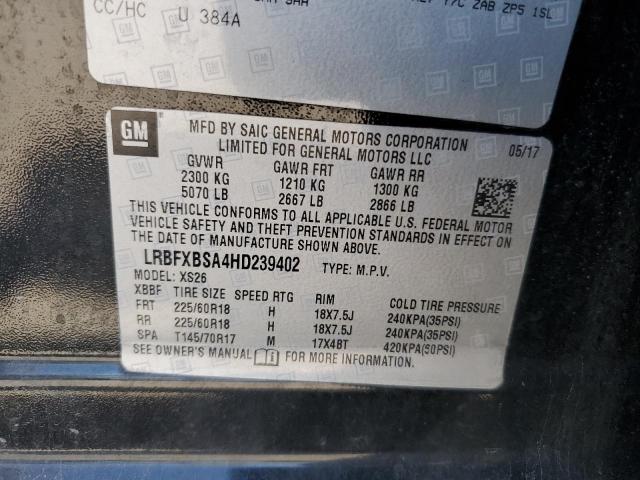 AET Y7C ZAB ZP5 1SL
CC/HC U 384A
GM
MFD BY SAIC GENERAL MOTORS CORPORATION
LIMITED FOR GENERAL MOTORS LLC
05/17
GVWR GAWR FRT GAWR RR
2300 KG 1210 KG 1300 KG
5070 LB 2667 LB 2866 LB
THIS VEHICLE CONFORMS TO ALL APPLICABLE U.S. FEDERAL MOTOR
VEHICLE SAFETY AND THEFT PREVENTION STANDARDS IN EFFECT
ON THE DATE OF MANUFACTURE SHOWN ABOVE.
LRBFXBSA4HD239402 TYPE: M.P.V.
MODEL: XS26
XBBF TIRE SIZE SPEED RTG RIM COLD TIRE PRESSURE
FRT 225/60R18 H 18X7.5J 240KPA(35PSI)
RR 225/60R18 H 18X7.5J 240KPA(35PSI)
SPA T145/70R17 M 17X4BT 420KPA(60PSI)
SEE OWNER'S MANUAL FOR MORE INFORMATION